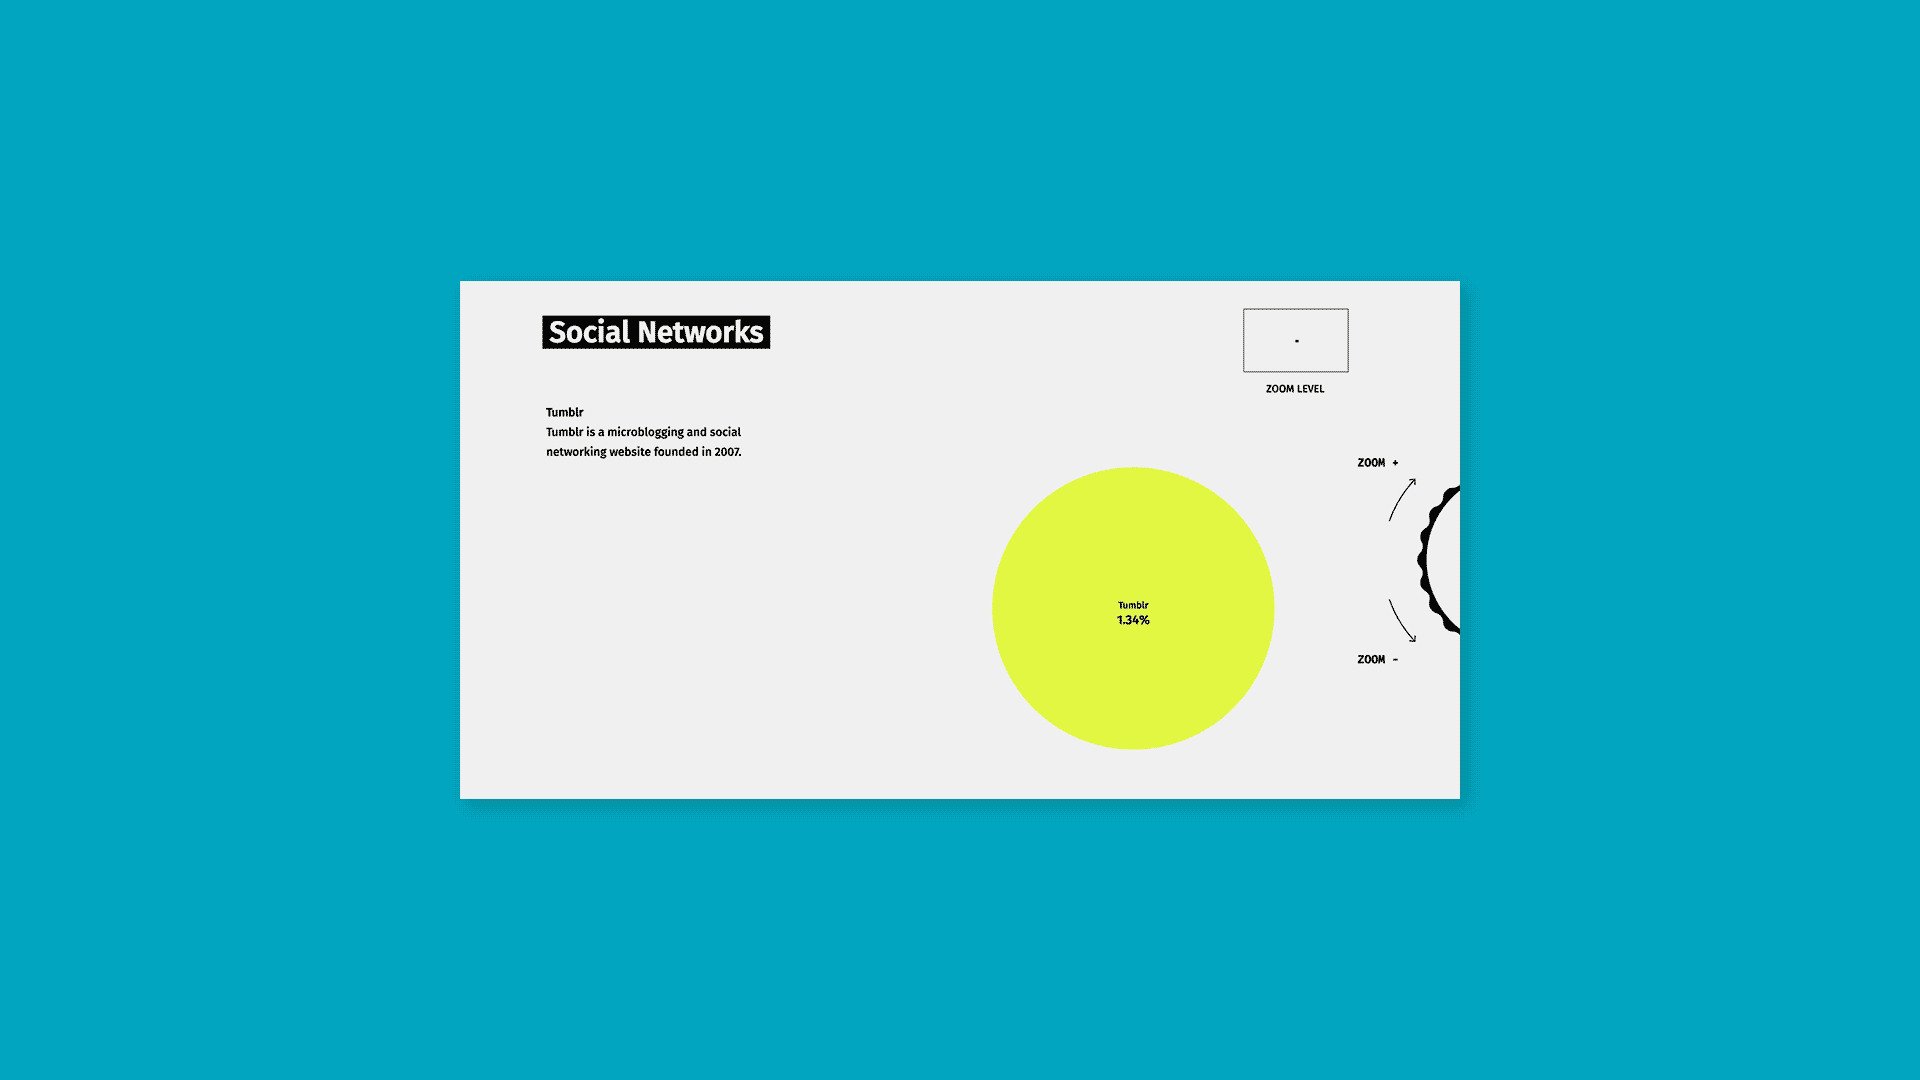 Social Networks
ZOOM LEVEL
Tumblr
Tumblr is a microblogging and social
networking website founded in 2007.
ZOOM +
Tumblr
1.34%
ZOOM -